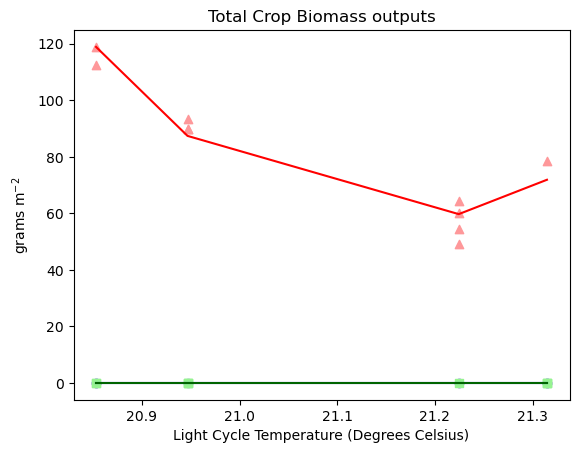 Total Crop Biomass outputs
120
100
80
60
40
20
0
grams m⁻²
20.9 21.0 21.1 21.2 21.3
Light Cycle Temperature (Degrees Celsius)